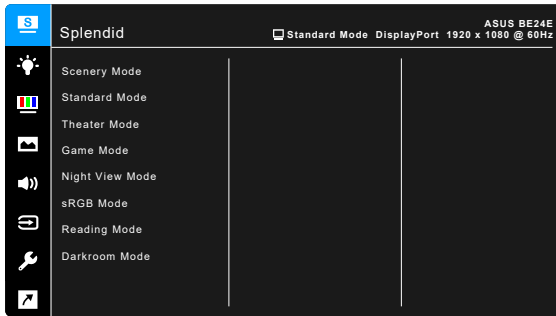 S
Splendid
ASUS BE24E
Standard Mode DisplayPort 1920 x 1080 @ 60Hz
Scenery Mode
Standard Mode
Theater Mode
Game Mode
Night View Mode
sRGB Mode
Reading Mode
Darkroom Mode